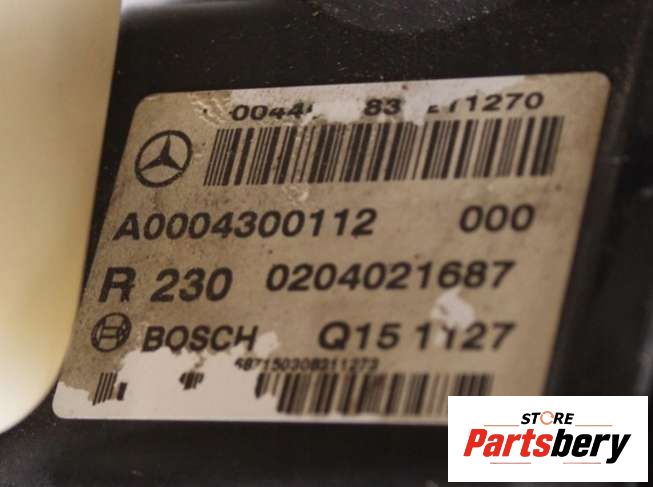 A0004300112 000
R 230 0204021687
BOSCH Q15 1127
STORE
Partsbery